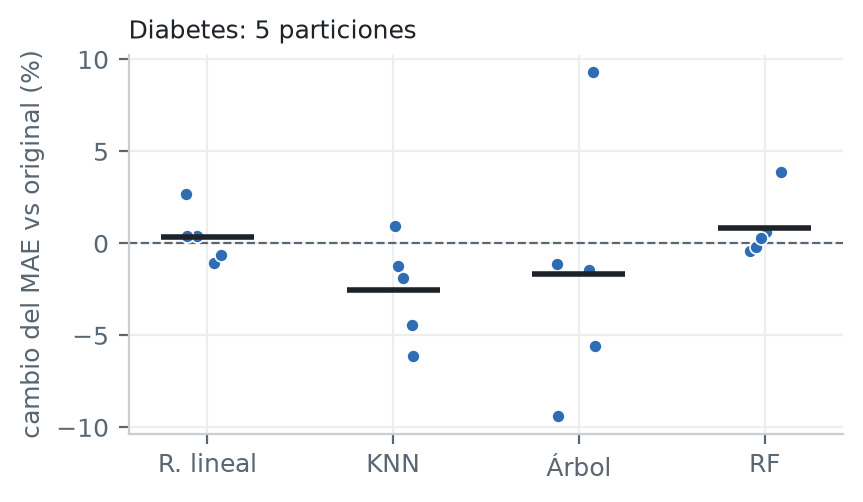 Diabetes: 5 particiones
cambio del MAE vs original (%)
10
5
0
−5
−10
R. lineal
KNN
Árbol
RF